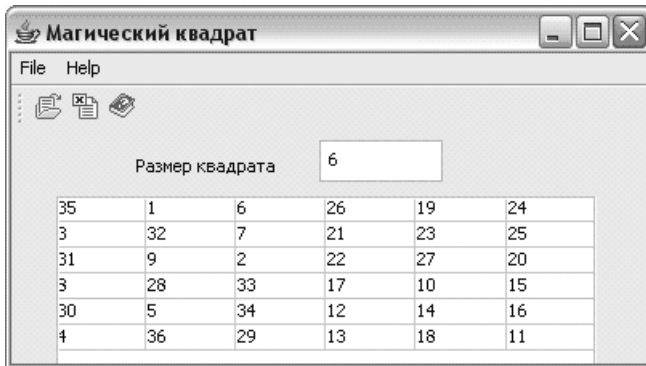 Магический квадрат
File Help
Размер квадрата 6
35 1 6 26 19 24
3 32 7 21 23 25
31 9 2 22 27 20
3 28 33 17 10 15
30 5 34 12 14 16
4 36 29 13 18 11